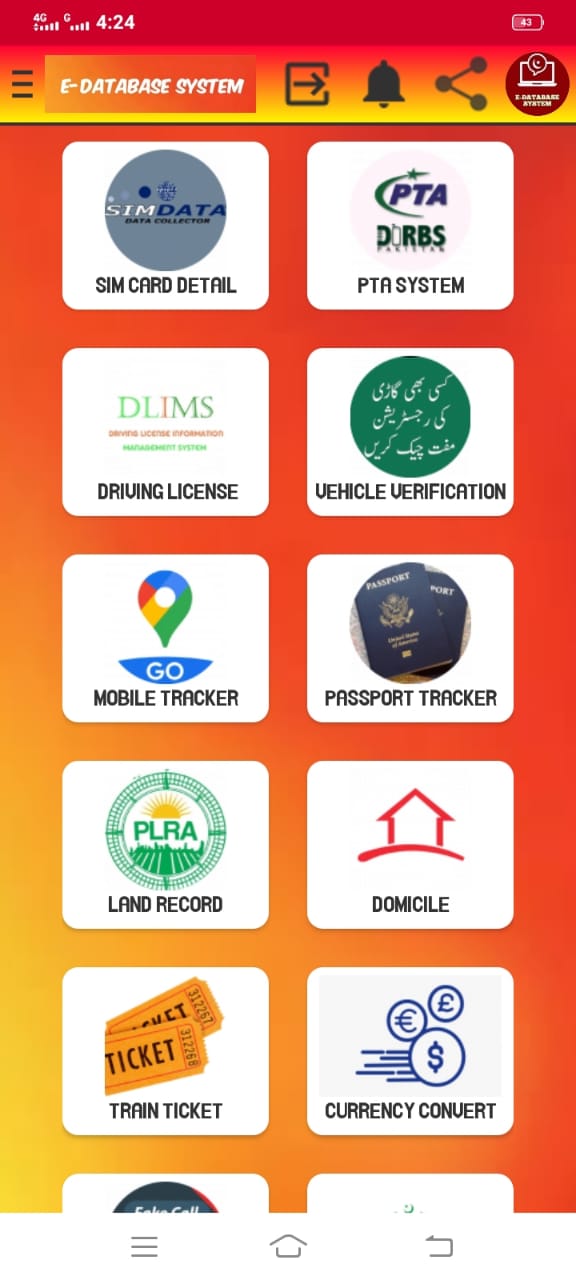 4G G 4:24 43
E-DATABASE SYSTEM
E-DATABASE
SYSTEM
SIMDATA
DATA COLLECTOR
SIM CARD DETAIL
PTA
DIRBS
PAKISTAN
PTA SYSTEM
DLIMS
DRIVING LICENSE INFORMATION
MANAGEMENT SYSTEM
DRIVING LICENSE
کسی بھی گاڑی
کی رجسٹریشن
مفت چیک کریں
VEHICLE VERIFICATION
GO
MOBILE TRACKER
PASSPORT
PORT
United States
of America
PASSPORT TRACKER
PLRA
LAND RECORD
DOMICILE
CKET
312267
TICKET
312268
TRAIN TICKET
€ £ $
CURRENCY CONVERT
Fake Call